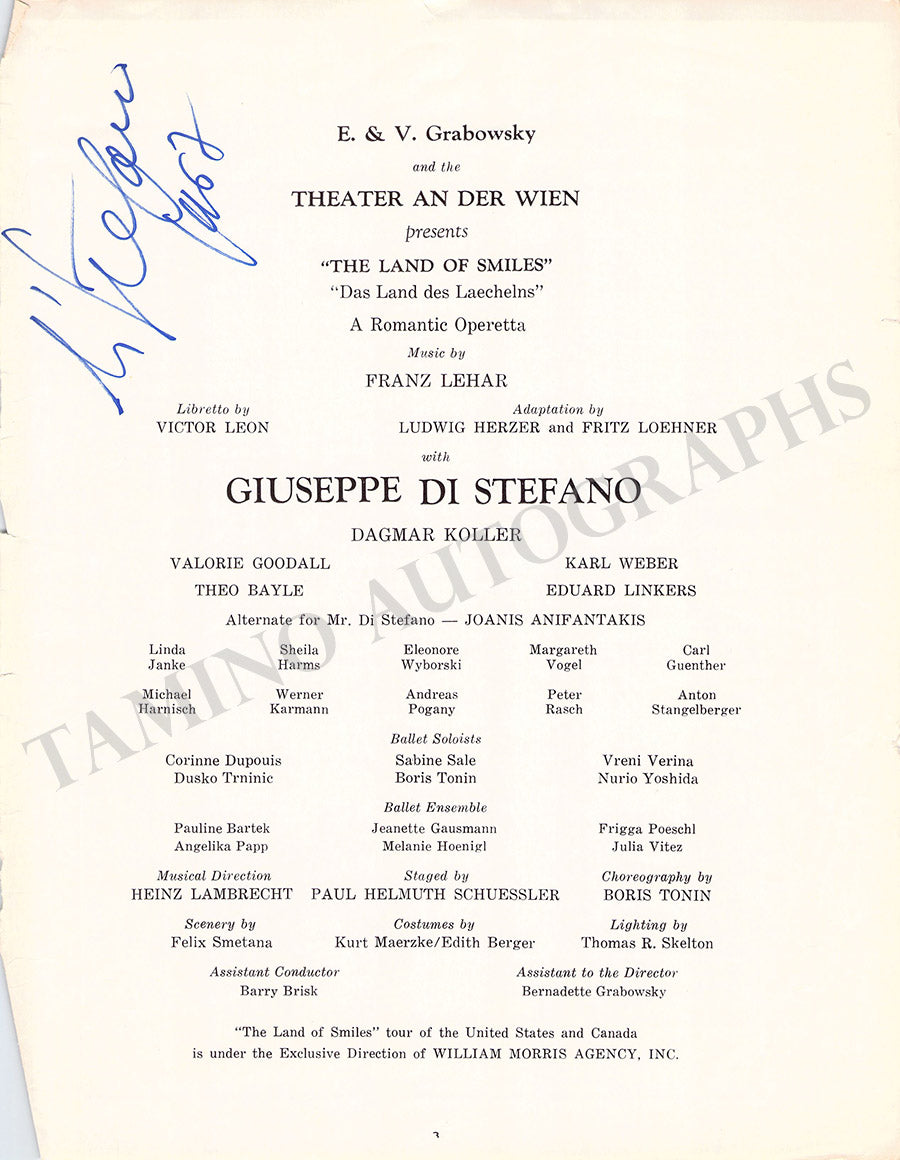 Di Stefano
1967
E. & V. Grabowsky
and the
THEATER AN DER WIEN
presents
“THE LAND OF SMILES”
“Das Land des Laechelns”
A Romantic Operetta
Music by
FRANZ LEHAR
Libretto by Adaptation by
VICTOR LEON LUDWIG HERZER and FRITZ LOEHNER
with
GIUSEPPE DI STEFANO
DAGMAR KOLLER
VALORIE GOODALL KARL WEBER
THEO BAYLE EDUARD LINKERS
Alternate for Mr. Di Stefano — JOANIS ANIFANTAKIS
Linda Sheila Eleonore Margareth Carl
Janke Harms Wyborski Vogel Guenther
Michael Werner Andreas Peter Anton
Harnisch Karmann Pogany Rasch Stangelberger
Ballet Soloists
Corinne Dupouis Sabine Sale Vreni Verina
Dusko Trninic Boris Tonin Nurio Yoshida
Ballet Ensemble
Pauline Bartek Jeanette Gausmann Frigga Poeschl
Angelika Papp Melanie Hoenigl Julia Vitez
Musical Direction Staged by Choreography by
HEINZ LAMBRECHT PAUL HELMUTH SCHUESSLER BORIS TONIN
Scenery by Costumes by Lighting by
Felix Smetana Kurt Maerzke/Edith Berger Thomas R. Skelton
Assistant Conductor Assistant to the Director
Barry Brisk Bernadette Grabowsky
“The Land of Smiles” tour of the United States and Canada
is under the Exclusive Direction of WILLIAM MORRIS AGENCY, INC.
3
TAMINO AUTOGRAPHS